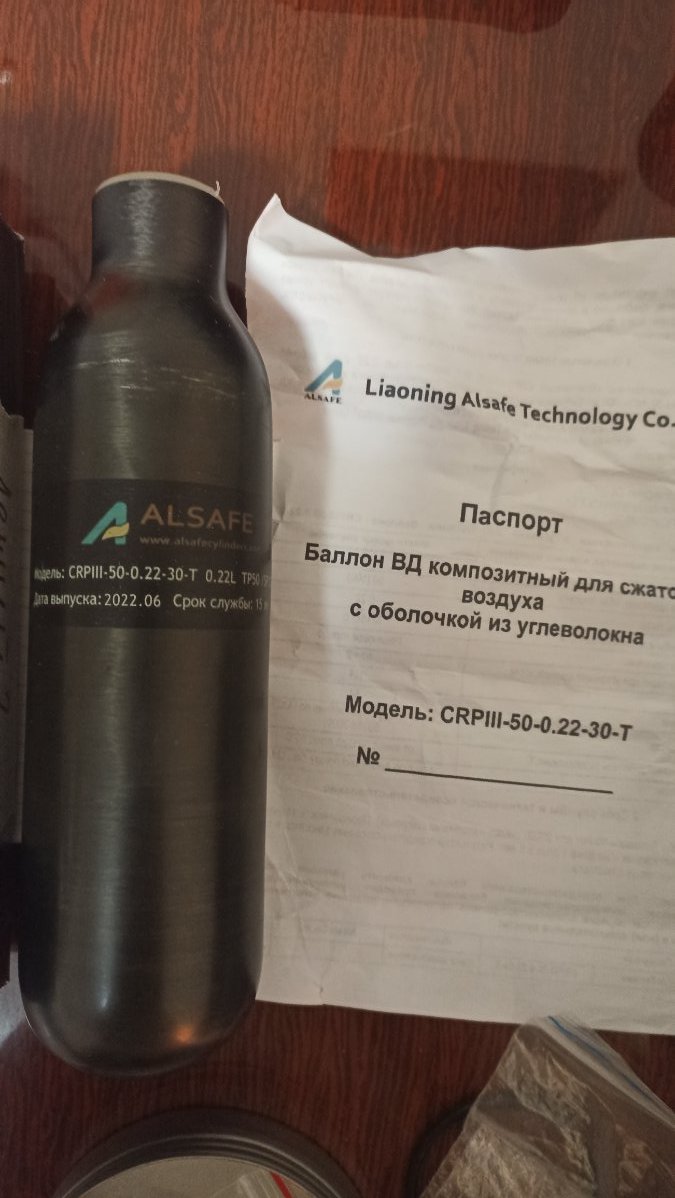 ALSAFE
www.alsafecylinders.com
Модель: CRPIII-50-0.22-30-T 0.22L TP50
Дата выпуска: 2022.06 Срок службы: 15
ALSAFE
Liaoning Alsafe Technology Co.
Паспорт
Баллон ВД композитный для сжато
воздуха
с оболочкой из углеволокна
Модель: CRPIII-50-0.22-30-T
№